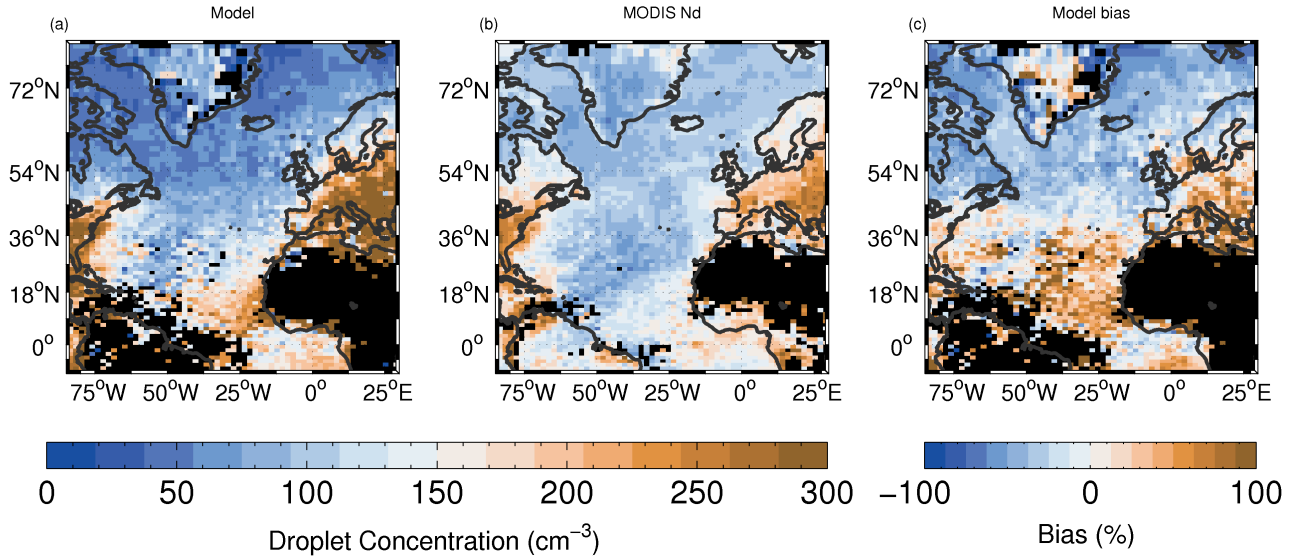 (a) Model
(b) MODIS Nd
(c) Model bias
72°N
54°N
36°N
18°N
0°
75°W 50°W 25°W 0° 25°E
72°N
54°N
36°N
18°N
0°
75°W 50°W 25°W 0° 25°E
72°N
54°N
36°N
18°N
0°
75°W 50°W 25°W 0° 25°E
0 50 100 150 200 250 300
Droplet Concentration (cm⁻³)
−100 0 100
Bias (%)